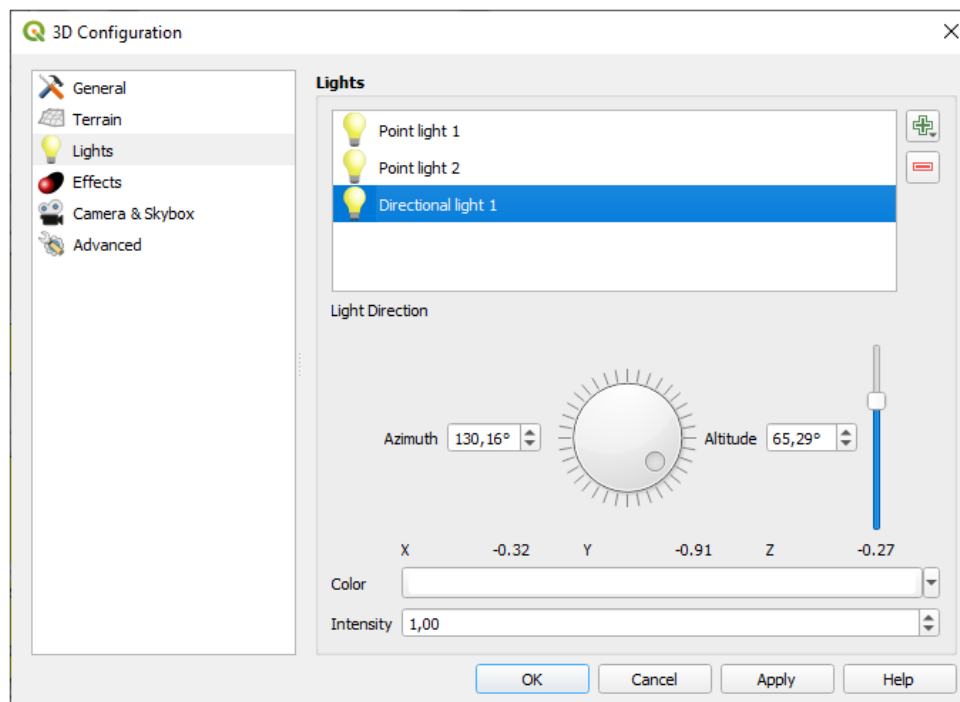 3D Configuration
General
Terrain
Lights
Effects
Camera & Skybox
Advanced
Lights
Point light 1
Point light 2
Directional light 1
Light Direction
Azimuth 130,16° Altitude 65,29°
X -0.32 Y -0.91 Z -0.27
Color
Intensity 1,00
OK Cancel Apply Help